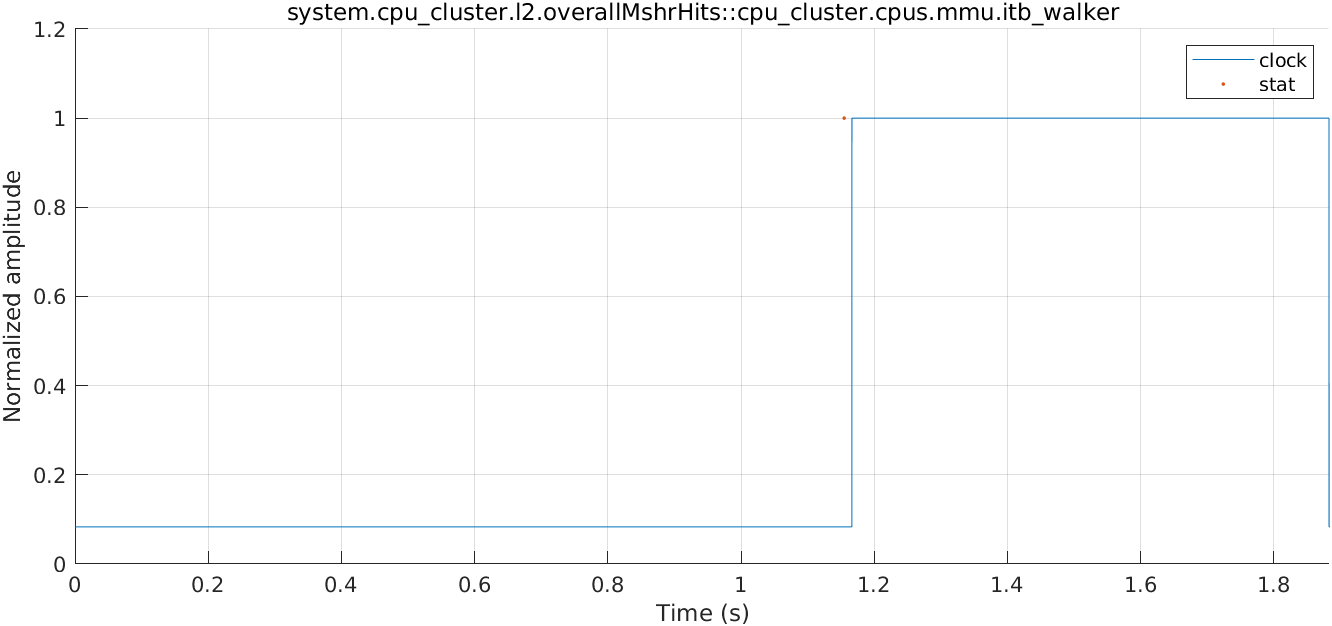 system.cpu_cluster.l2.overallMshrHits::cpu_cluster.cpus.mmu.itb_walker
1.2
clock
stat
1
0.8
Normalized amplitude
0.6
0.4
0.2
0
0 0.2 0.4 0.6 0.8 1 1.2 1.4 1.6 1.8
Time (s)